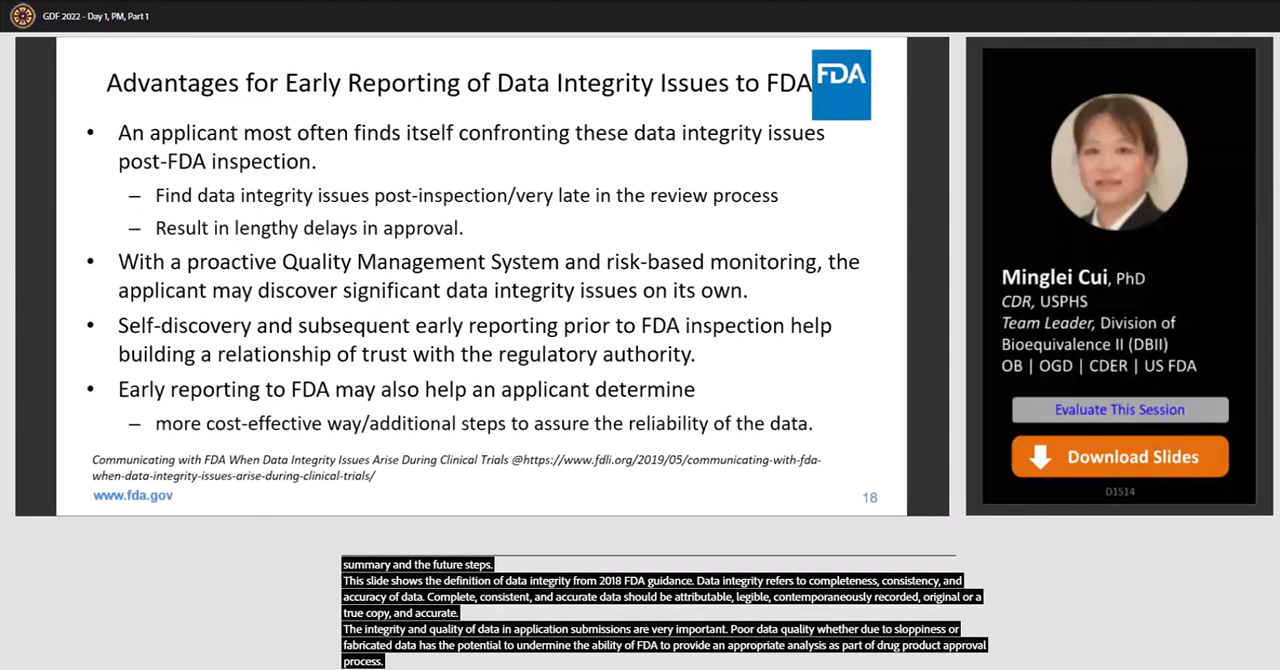 GDF 2022 - Day 1, PM, Part 1
Advantages for Early Reporting of Data Integrity Issues to FDA
FDA
• An applicant most often finds itself confronting these data integrity issues
post-FDA inspection.
– Find data integrity issues post-inspection/very late in the review process
– Result in lengthy delays in approval.
• With a proactive Quality Management System and risk-based monitoring, the
applicant may discover significant data integrity issues on its own.
• Self-discovery and subsequent early reporting prior to FDA inspection help
building a relationship of trust with the regulatory authority.
• Early reporting to FDA may also help an applicant determine
– more cost-effective way/additional steps to assure the reliability of the data.
Communicating with FDA When Data Integrity Issues Arise During Clinical Trials @https://www.fdli.org/2019/05/communicating-with-fda-
when-data-integrity-issues-arise-during-clinical-trials/
www.fda.gov
18
Minglei Cui, PhD
CDR, USPHS
Team Leader, Division of
Bioequivalence II (DBII)
OB | OGD | CDER | US FDA
Evaluate This Session
Download Slides
D1S14
summary and the future steps.
This slide shows the definition of data integrity from 2018 FDA guidance. Data integrity refers to completeness, consistency, and
accuracy of data. Complete, consistent, and accurate data should be attributable, legible, contemporaneously recorded, original or a
true copy, and accurate.
The integrity and quality of data in application submissions are very important. Poor data quality whether due to sloppiness or
fabricated data has the potential to undermine the ability of FDA to provide an appropriate analysis as part of drug product approval
process.